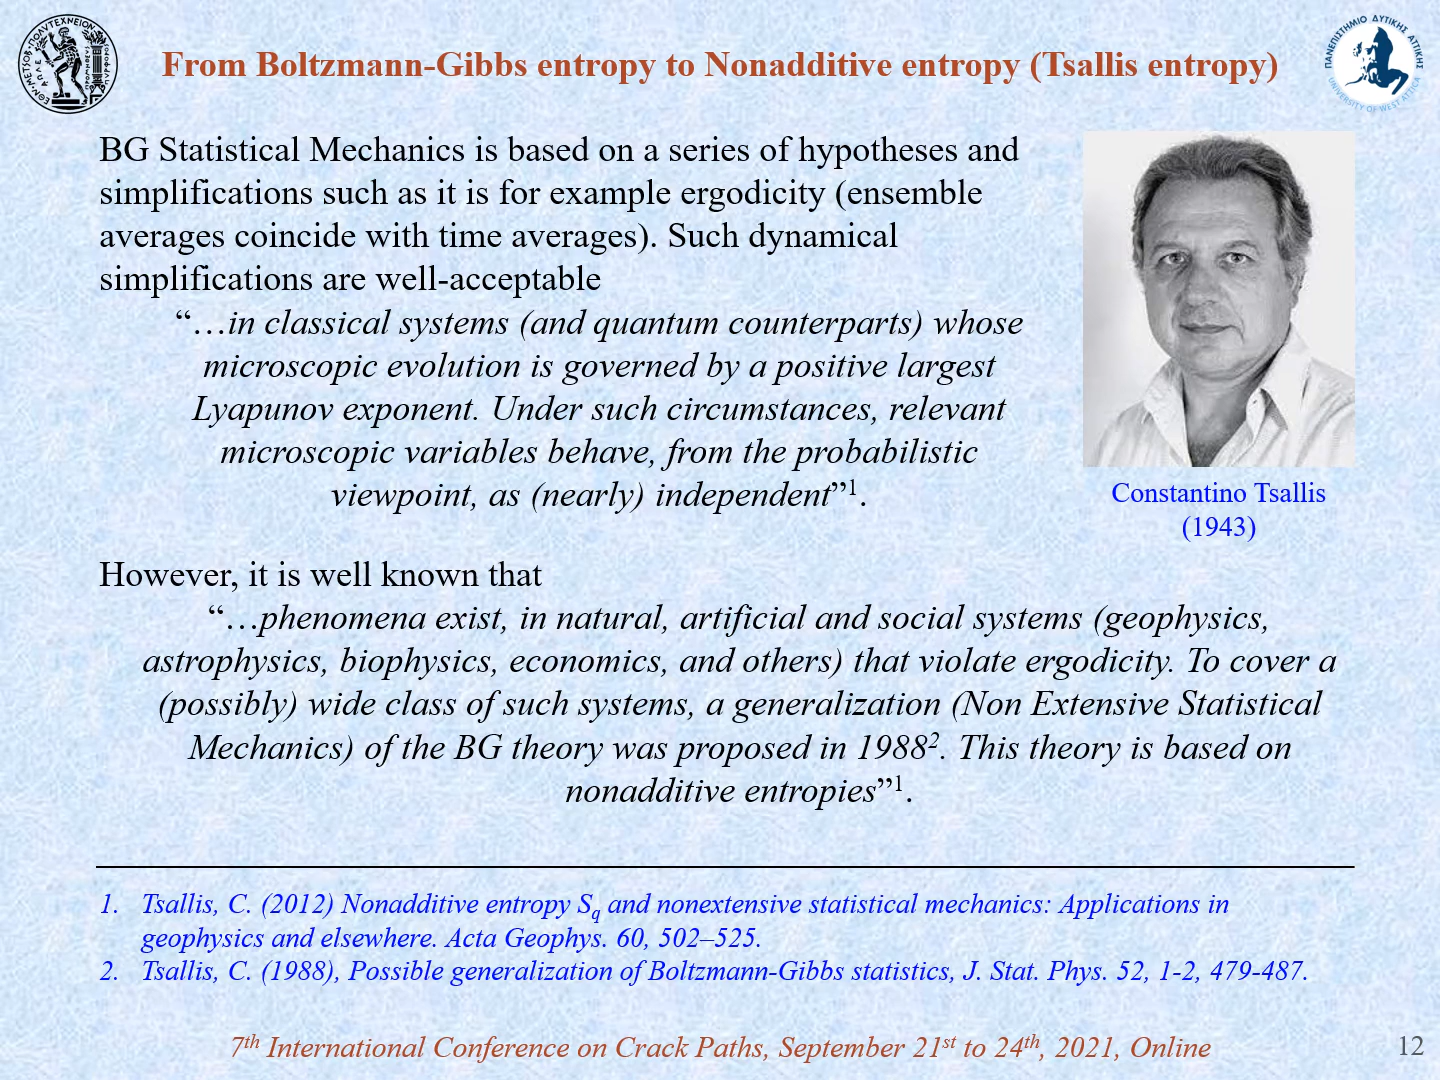 From Boltzmann-Gibbs entropy to Nonadditive entropy (Tsallis entropy)
ΠΑΝΕΠΙΣΤΗΜΙΟ ΔΥΤΙΚΗΣ ΑΤΤΙΚΗΣ
UNIVERSITY OF WEST ATTICA
BG Statistical Mechanics is based on a series of hypotheses and
simplifications such as it is for example ergodicity (ensemble
averages coincide with time averages). Such dynamical
simplifications are well-acceptable
“…in classical systems (and quantum counterparts) whose
microscopic evolution is governed by a positive largest
Lyapunov exponent. Under such circumstances, relevant
microscopic variables behave, from the probabilistic
viewpoint, as (nearly) independent”¹.
Constantino Tsallis
(1943)
However, it is well known that
“…phenomena exist, in natural, artificial and social systems (geophysics,
astrophysics, biophysics, economics, and others) that violate ergodicity. To cover a
(possibly) wide class of such systems, a generalization (Non Extensive Statistical
Mechanics) of the BG theory was proposed in 1988². This theory is based on
nonadditive entropies”¹.
1. Tsallis, C. (2012) Nonadditive entropy Sq and nonextensive statistical mechanics: Applications in
geophysics and elsewhere. Acta Geophys. 60, 502–525.
2. Tsallis, C. (1988), Possible generalization of Boltzmann-Gibbs statistics, J. Stat. Phys. 52, 1-2, 479-487.
7th International Conference on Crack Paths, September 21st to 24th, 2021, Online
12